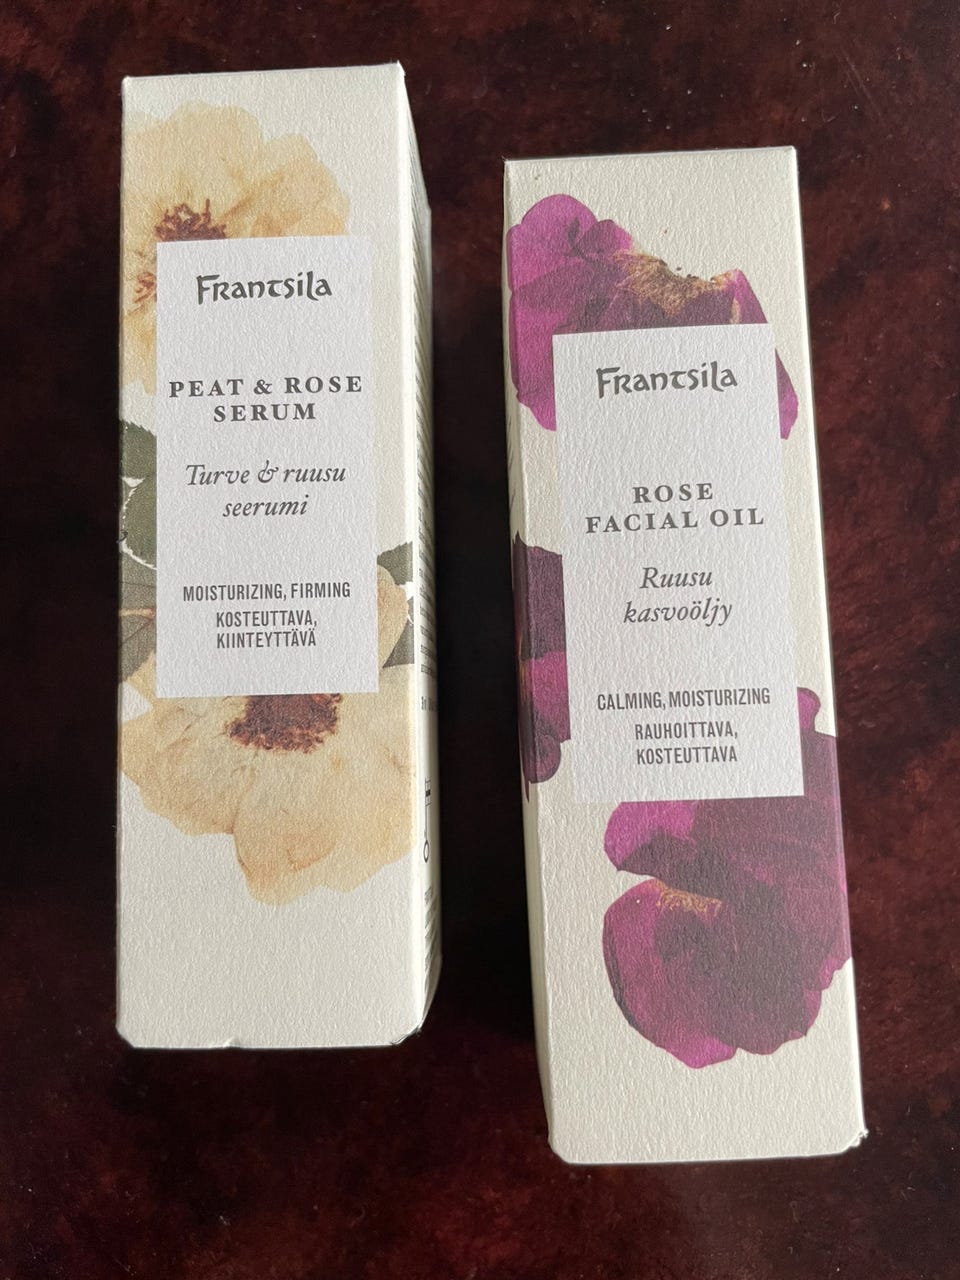 Frantsila
PEAT & ROSE
SERUM
Turve & ruusu
seerumi
MOISTURIZING, FIRMING
KOSTEUTTAVA,
KIINTEYTTÄVÄ
Frantsila
ROSE
FACIAL OIL
Ruusu
kasvoöljy
CALMING, MOISTURIZING
RAUHOITTAVA,
KOSTEUTTAVA